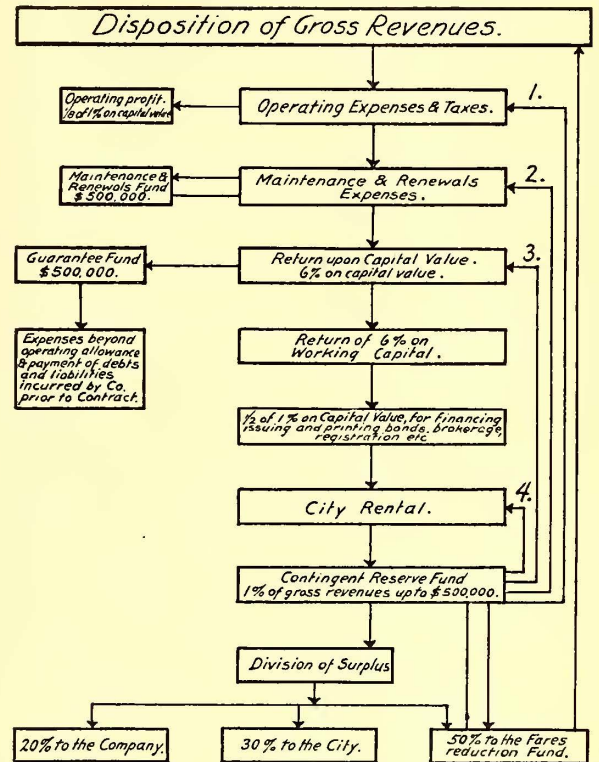 Disposition of Gross Revenues.
1.
Operating profit.
1/8 of 1% on capital value
Operating Expenses & Taxes.
2.
Maintenance &
Renewals Fund
$500,000.
Maintenance & Renewals
Expenses.
3.
Guarantee Fund
$500,000.
Return upon Capital Value.
6% on capital value.
Expenses beyond
operating allowance
& payment of debts
and liabilities
incurred by Co.
prior to Contract.
Return of 6% on
Working Capital.
1/2 of 1% on Capital Value, for financing
issuing and printing bonds. brokerage,
registration etc
4.
City Rental.
Contingent Reserve Fund
1% of gross revenues up to $500,000.
Division of Surplus
20% to the Company.
30% to the City.
50% to the Fares
reduction Fund.